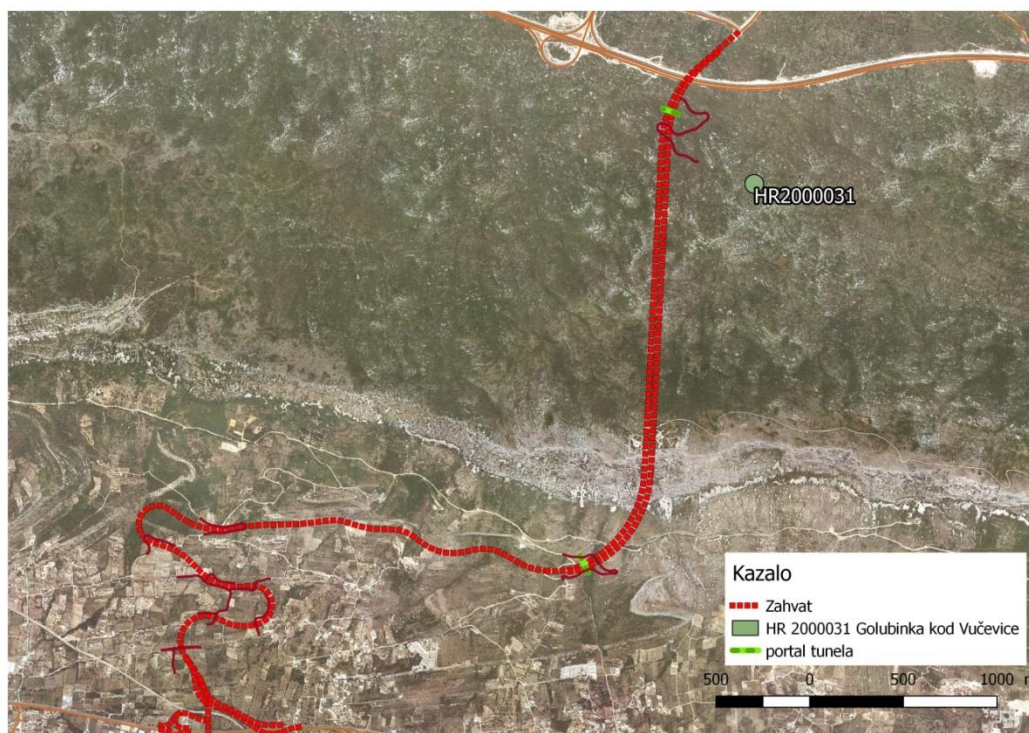 HR2000031
Kazalo
Zahvat
HR 2000031 Golubinka kod Vučevice
portal tunela
500 0 500 1000